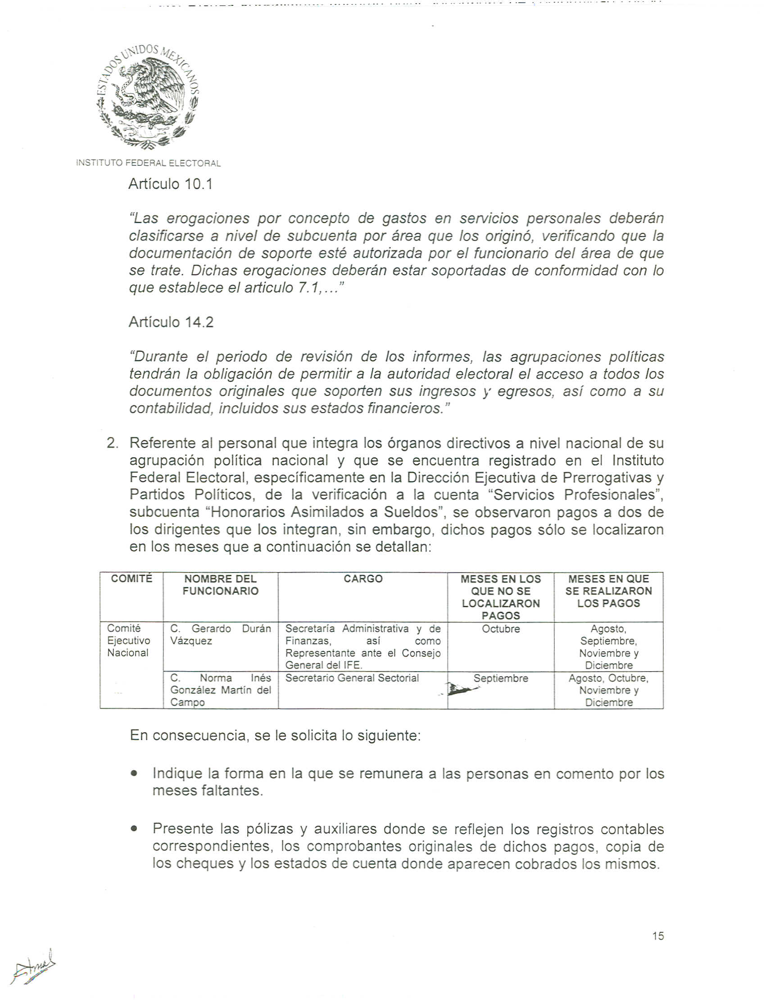 ESTADOS UNIDOS MEXICANOS
INSTITUTO FEDERAL ELECTORAL
Artículo 10.1
“Las erogaciones por concepto de gastos en servicios personales deberán
clasificarse a nivel de subcuenta por área que los originó, verificando que la
documentación de soporte esté autorizada por el funcionario del área de que
se trate. Dichas erogaciones deberán estar soportadas de conformidad con lo
que establece el articulo 7.1,...”
Artículo 14.2
“Durante el periodo de revisión de los informes, las agrupaciones políticas
tendrán la obligación de permitir a la autoridad electoral el acceso a todos los
documentos originales que soporten sus ingresos y egresos, así como a su
contabilidad, incluidos sus estados financieros.”
2. Referente al personal que integra los órganos directivos a nivel nacional de su
agrupación política nacional y que se encuentra registrado en el Instituto
Federal Electoral, específicamente en la Dirección Ejecutiva de Prerrogativas y
Partidos Políticos, de la verificación a la cuenta “Servicios Profesionales”,
subcuenta “Honorarios Asimilados a Sueldos”, se observaron pagos a dos de
los dirigentes que los integran, sin embargo, dichos pagos sólo se localizaron
en los meses que a continuación se detallan:
COMITÉ
NOMBRE DEL
FUNCIONARIO
CARGO
MESES EN LOS
QUE NO SE
LOCALIZARON
PAGOS
MESES EN QUE
SE REALIZARON
LOS PAGOS
Comité
Ejecutivo
Nacional
C. Gerardo Durán
Vázquez
Secretaría Administrativa y de
Finanzas, así como
Representante ante el Consejo
General del IFE.
Octubre
Agosto,
Septiembre,
Noviembre y
Diciembre
C. Norma Inés
González Martín del
Campo
Secretario General Sectorial
Septiembre
Agosto, Octubre,
Noviembre y
Diciembre
En consecuencia, se le solicita lo siguiente:
• Indique la forma en la que se remunera a las personas en comento por los
meses faltantes.
• Presente las pólizas y auxiliares donde se reflejen los registros contables
correspondientes, los comprobantes originales de dichos pagos, copia de
los cheques y los estados de cuenta donde aparecen cobrados los mismos.
15